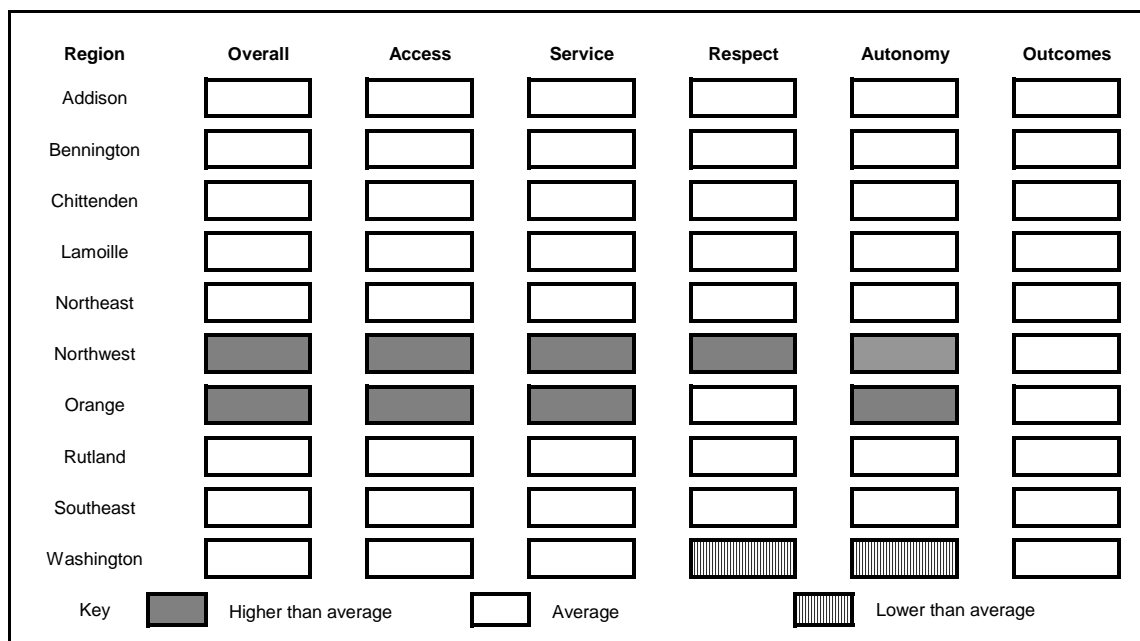 Region Overall Access Service Respect Autonomy Outcomes
Addison
Bennington
Chittenden
Lamoille
Northeast
Northwest
Orange
Rutland
Southeast
Washington
Key Higher than average Average Lower than average